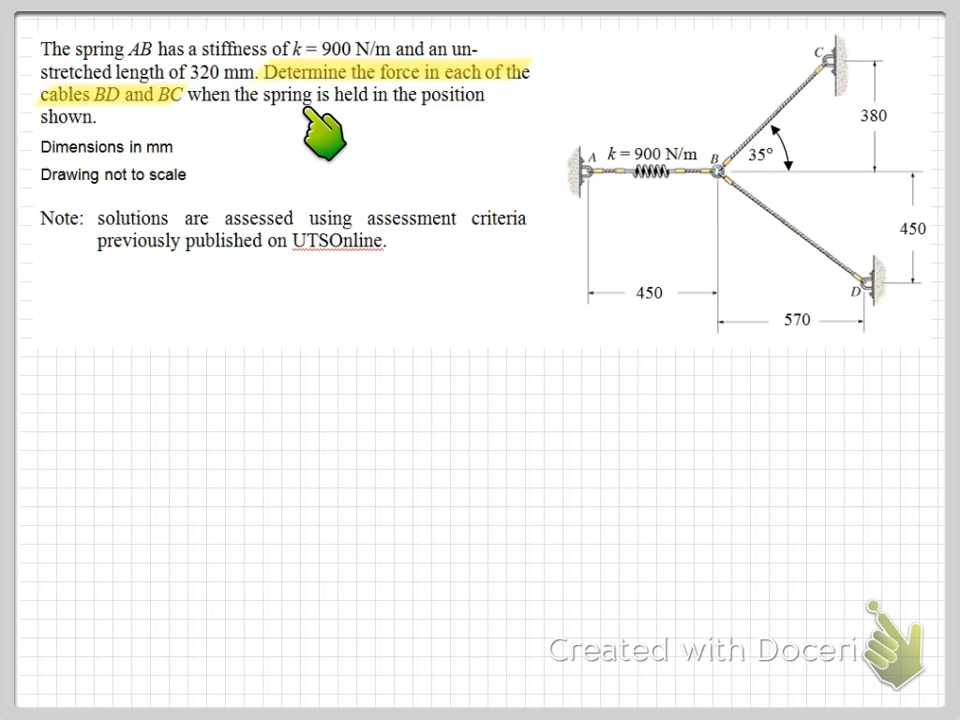 The spring AB has a stiffness of k = 900 N/m and an un-
stretched length of 320 mm. Determine the force in each of the
cables BD and BC when the spring is held in the position
shown.
Dimensions in mm
Drawing not to scale
Note: solutions are assessed using assessment criteria
previously published on UTSOnline.
C
380
A k = 900 N/m B 35°
450
D
450
570
Created with Doceri